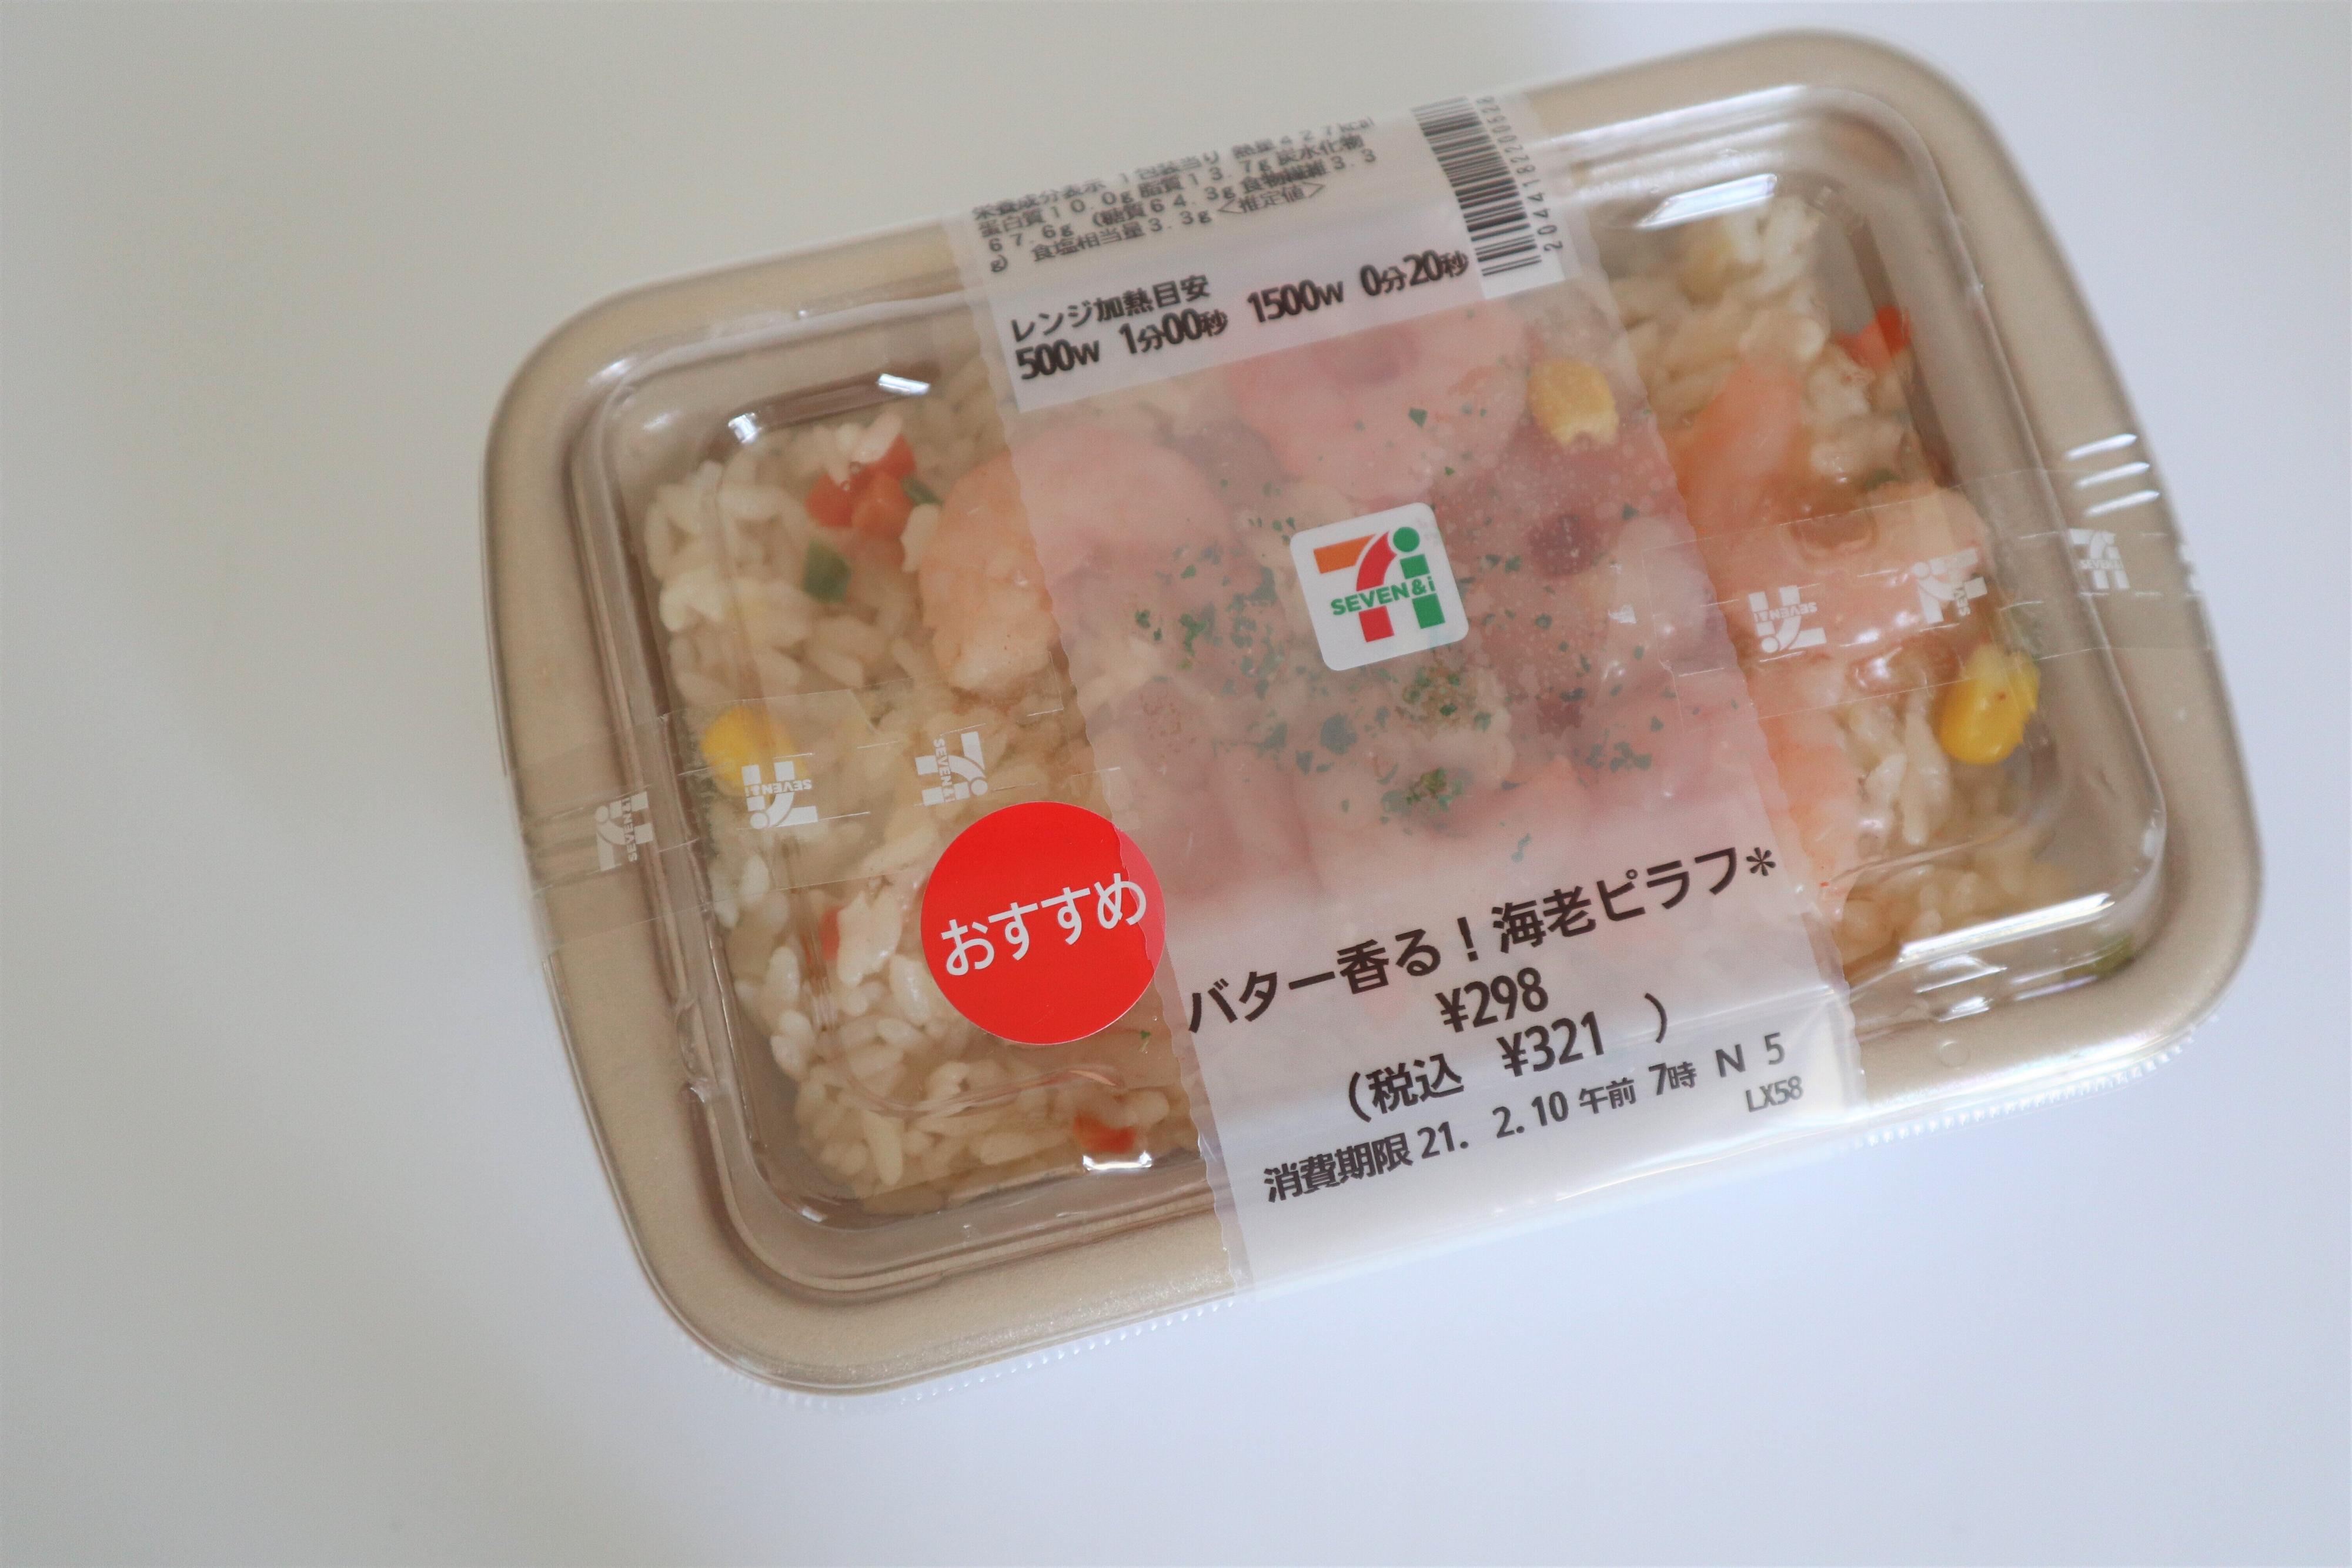 栄養成分表示 1包装当り 熱量427kcal
蛋白質10.0g 脂質13.7g 炭水化物
67.6g (糖質64.3g 食物繊維3.3
g) 食塩相当量3.3g <推定値>
レンジ加熱目安
500W 1分00秒 1500W 0分20秒
SEVEN&i
SEVEN&i
SEVEN&i
SEVEN&i
SEVEN&i
SEVEN&i
おすすめ
バター香る!海老ピラフ*
¥298
(税込 ¥321 )
消費期限 21. 2. 10 午前 7時 N 5
LX58